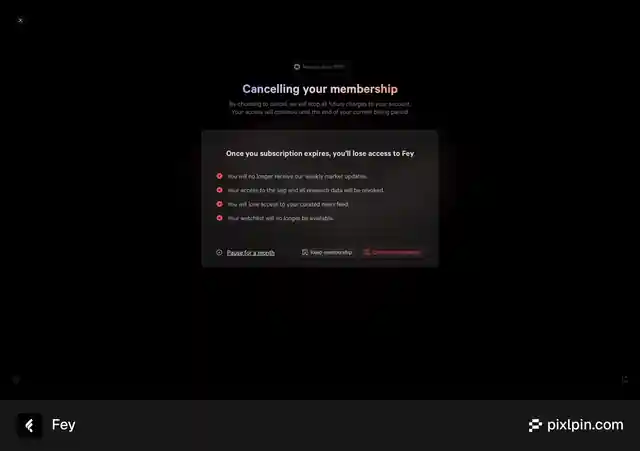 Cancelling your membership
By choosing to cancel, we will stop all future charges to your account.
Your access will continue until the end of your current billing period.
Once you subscription expires, you'll lose access to Fey
You will no longer receive our weekly market updates.
Your access to the app and all research data will be revoked.
You will lose access to your curated news feed.
Your watchlist will no longer be available.
Pause for a month
Keep membership
Fey
pixlpin.com